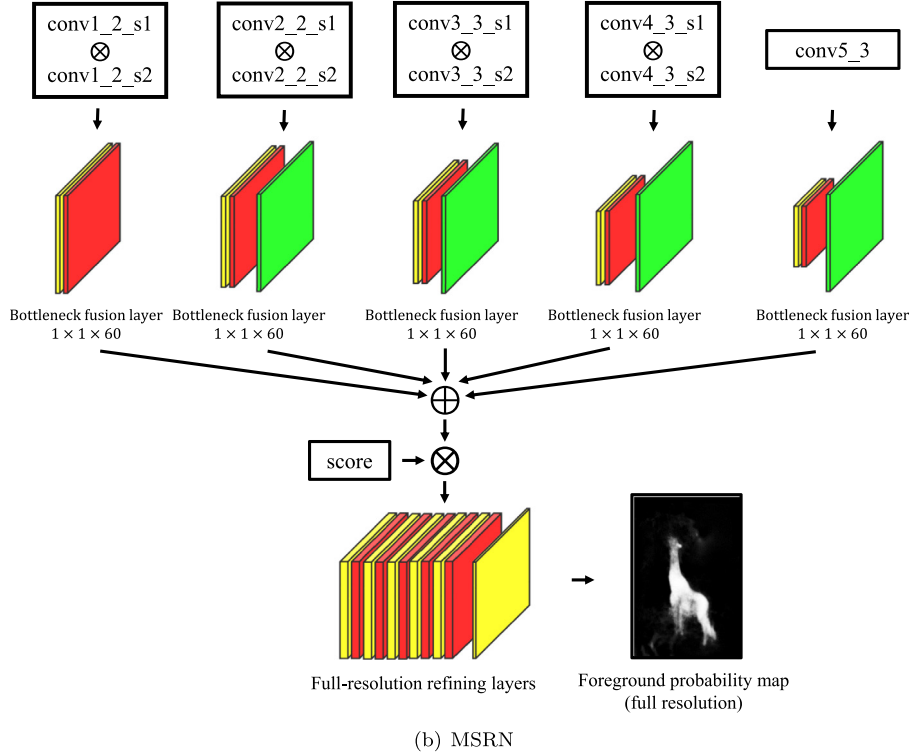 conv1_2_s1
⊗
conv1_2_s2
conv2_2_s1
⊗
conv2_2_s2
conv3_3_s1
⊗
conv3_3_s2
conv4_3_s1
⊗
conv4_3_s2
conv5_3
Bottleneck fusion layer
1 × 1 × 60
Bottleneck fusion layer
1 × 1 × 60
Bottleneck fusion layer
1 × 1 × 60
Bottleneck fusion layer
1 × 1 × 60
Bottleneck fusion layer
1 × 1 × 60
⊕
score
⊗
Full-resolution refining layers
Foreground probability map
(full resolution)
(b) MSRN